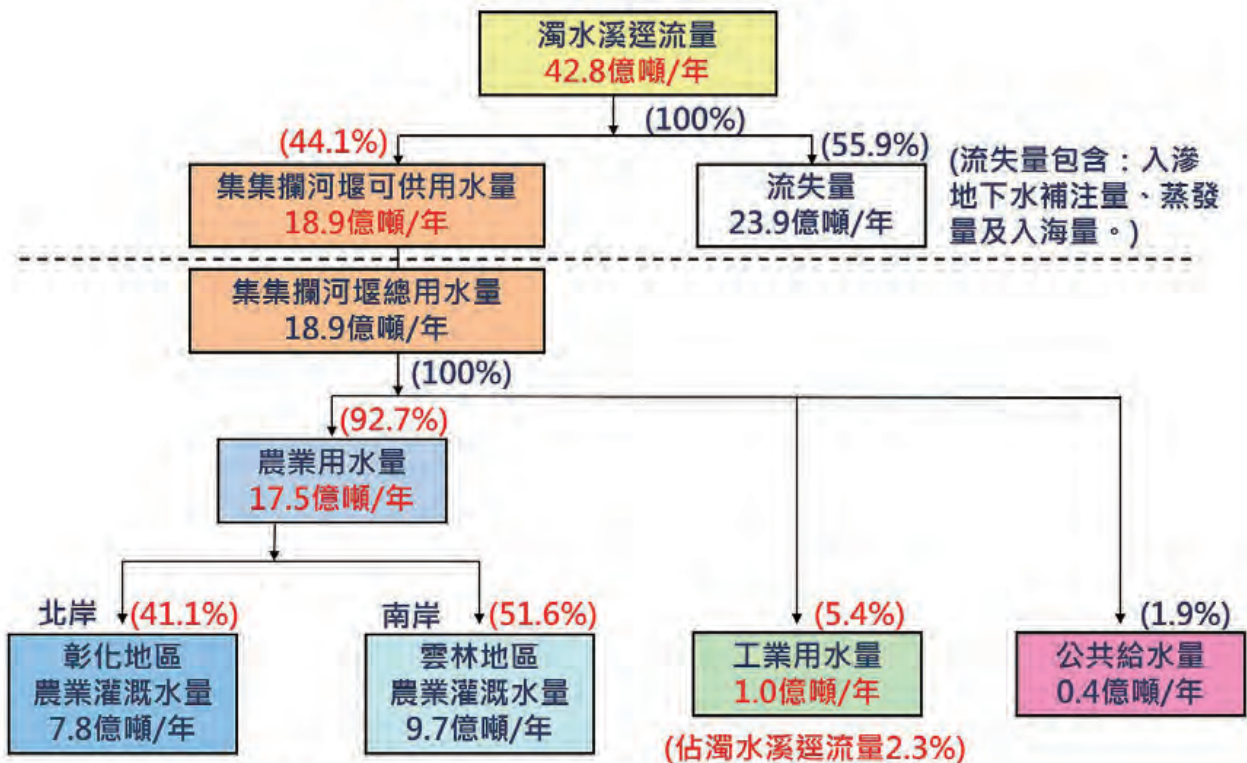 濁水溪逕流量
42.8億噸/年
(100%)
(44.1%)
(55.9%)
集集攔河堰可供用水量
18.9億噸/年
流失量
23.9億噸/年
(流失量包含：入滲
地下水補注量、蒸發
量及入海量。)
集集攔河堰總用水量
18.9億噸/年
(100%)
(92.7%)
農業用水量
17.5億噸/年
北岸 (41.1%)
南岸 (51.6%)
(5.4%)
(1.9%)
彰化地區
農業灌溉水量
7.8億噸/年
雲林地區
農業灌溉水量
9.7億噸/年
工業用水量
1.0億噸/年
公共給水量
0.4億噸/年
(佔濁水溪逕流量2.3%)